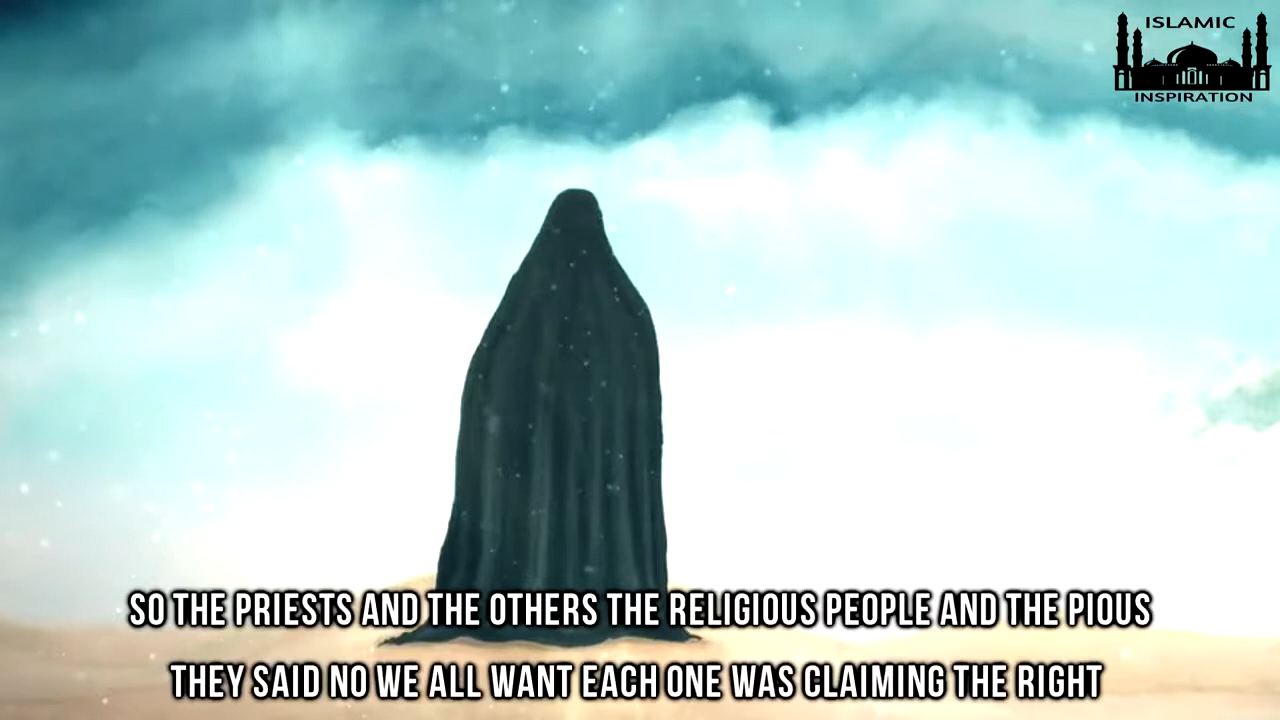 ISLAMIC
INSPIRATION
SO THE PRIESTS AND THE OTHERS THE RELIGIOUS PEOPLE AND THE PIOUS
THEY SAID NO WE ALL WANT EACH ONE WAS CLAIMING THE RIGHT